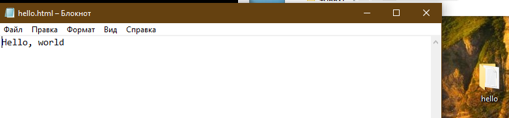 hello.html – Блокнот
Файл Правка Формат Вид Справка
Hello, world
hello